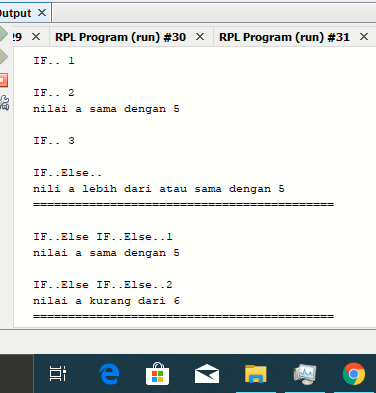 Output
29 RPL Program (run) #30 RPL Program (run) #31
IF.. 1
IF.. 2
nilai a sama dengan 5
IF.. 3
IF..Else..
nili a lebih dari atau sama dengan 5
===========================================
IF..Else IF..Else..1
nilai a sama dengan 5
IF..Else IF..Else..2
nilai a kurang dari 6
===========================================